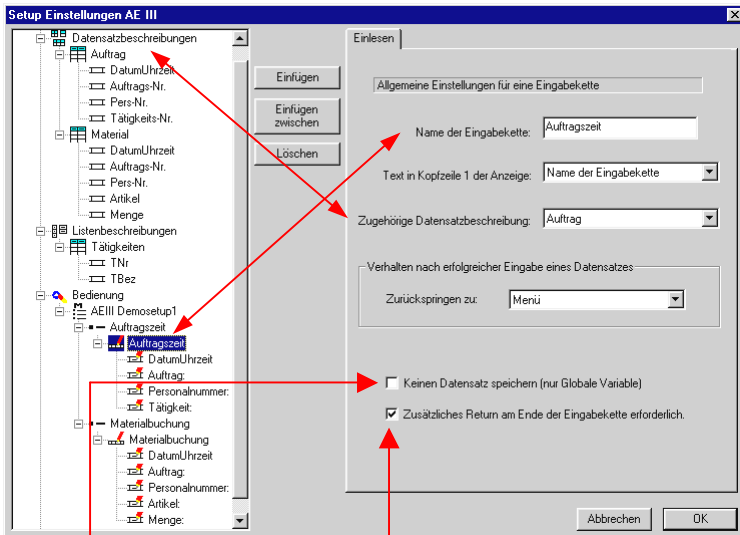 Setup Einstellungen AE III
Datensatzbeschreibungen
Auftrag
DatumUhrzeit
Auftrags-Nr.
Pers-Nr.
Tätigkeits-Nr.
Material
DatumUhrzeit
Auftrags-Nr.
Pers-Nr.
Artikel
Menge
Listenbeschreibungen
Tätigkeiten
TNr
TBez
Bedienung
AEIII Demosetup1
Auftragszeit
Auftragszeit
DatumUhrzeit
Auftrag:
Personalnummer:
Tätigkeit:
Materialbuchung
Materialbuchung
DatumUhrzeit
Auftrag:
Personalnummer:
Artikel:
Menge:
Einfügen
Einfügen
zwischen
Löschen
Einlesen
Allgemeine Einstellungen für eine Eingabekette
Name der Eingabekette: Auftragszeit
Text in Kopfzeile 1 der Anzeige: Name der Eingabekette
Zugehörige Datensatzbeschreibung: Auftrag
Verhalten nach erfolgreicher Eingabe eines Datensatzes
Zurückspringen zu: Menü
Keinen Datensatz speichern (nur Globale Variable)
Zusätzliches Return am Ende der Eingabekette erforderlich.
Abbrechen OK